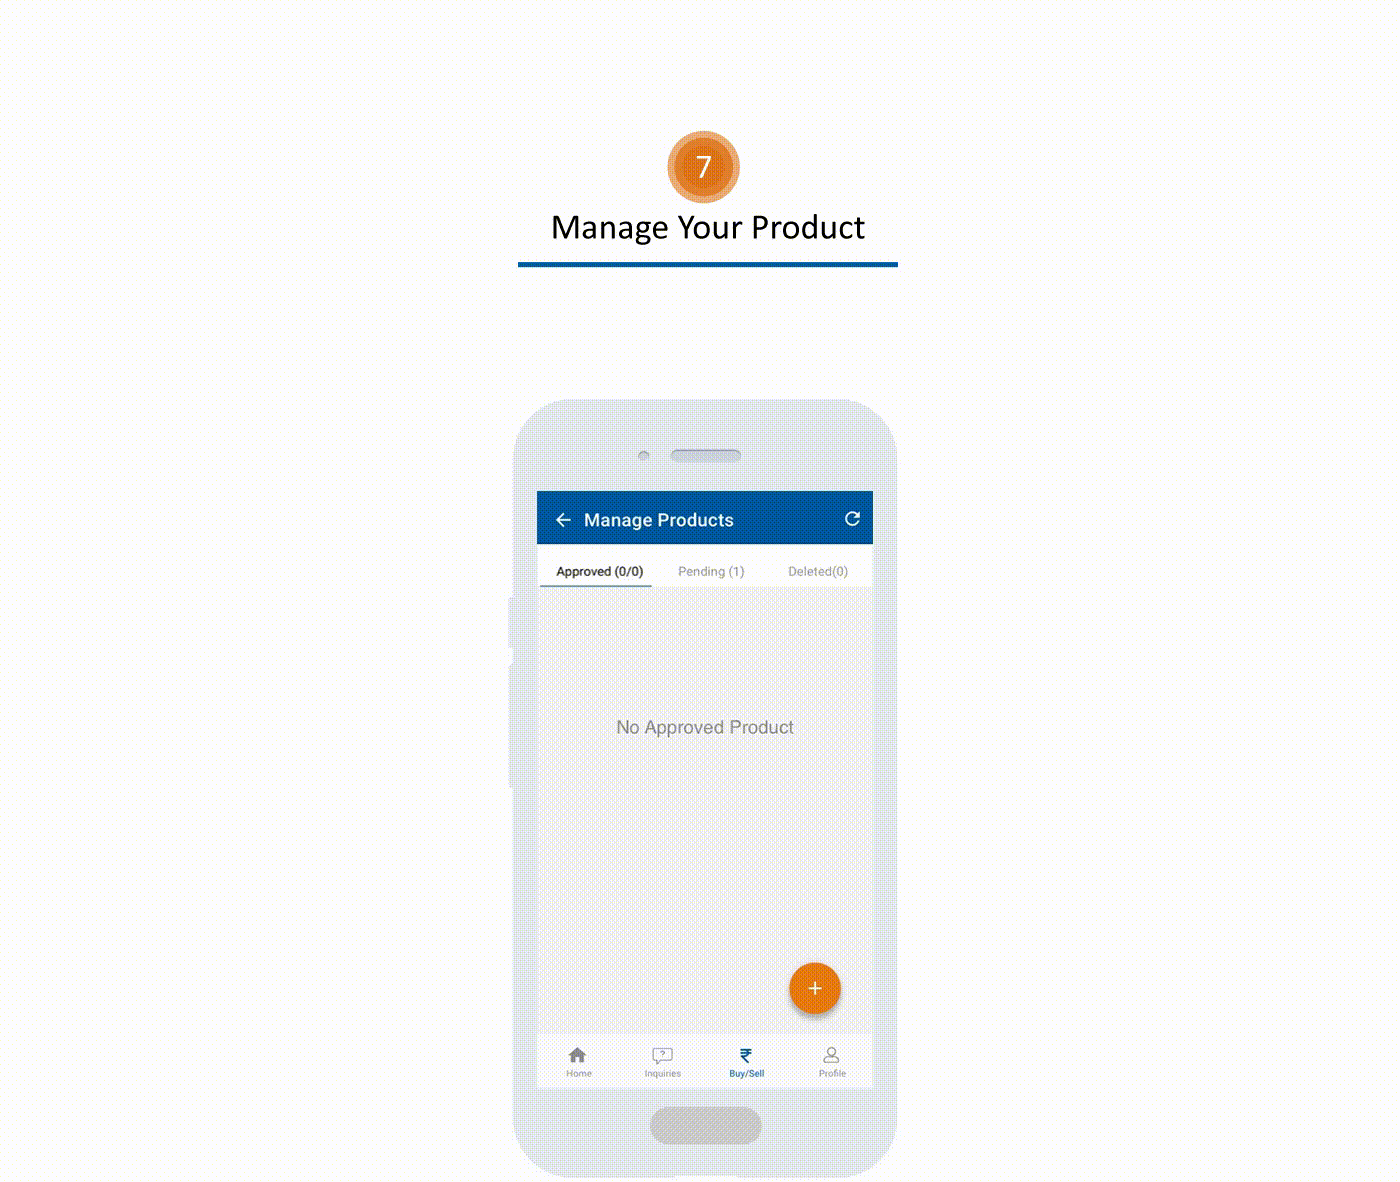 7
Manage Your Product
Manage Products
Approved (0/0) Pending (1) Deleted(0)
No Approved Product
+
? ₹
Home Inquiries Buy/Sell Profile